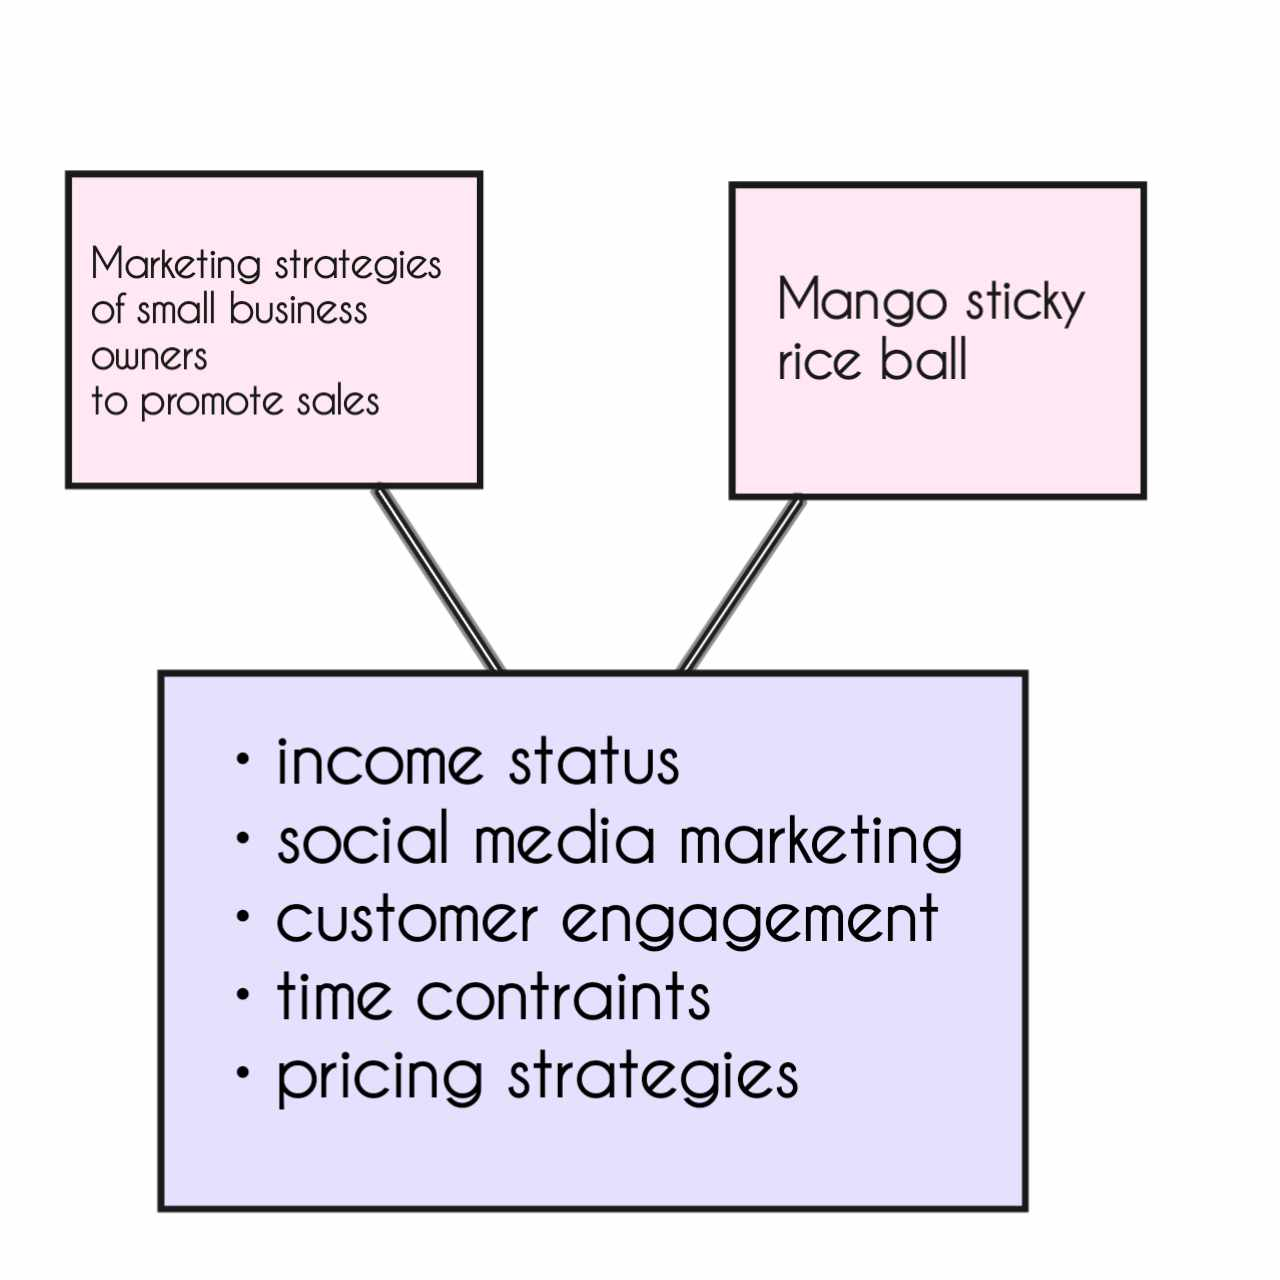 Marketing strategies
of small business
owners
to promote sales
Mango sticky
rice ball
• income status
• social media marketing
• customer engagement
• time contraints
• pricing strategies